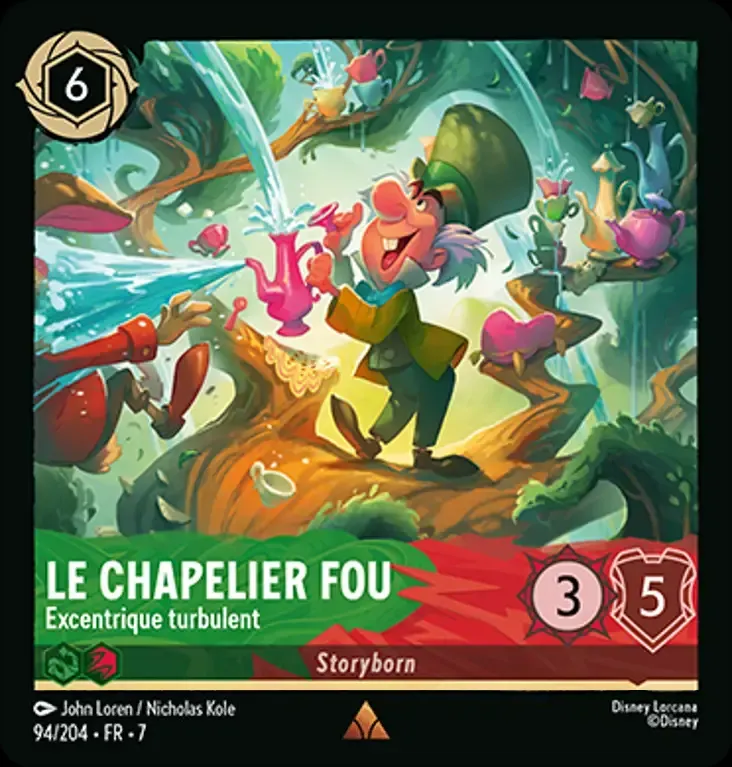 6
LE CHAPELIER FOU
Excentrique turbulent
3
5
Storyborn
John Loren / Nicholas Kole
94/204 • FR • 7
Disney Lorcana
©Disney